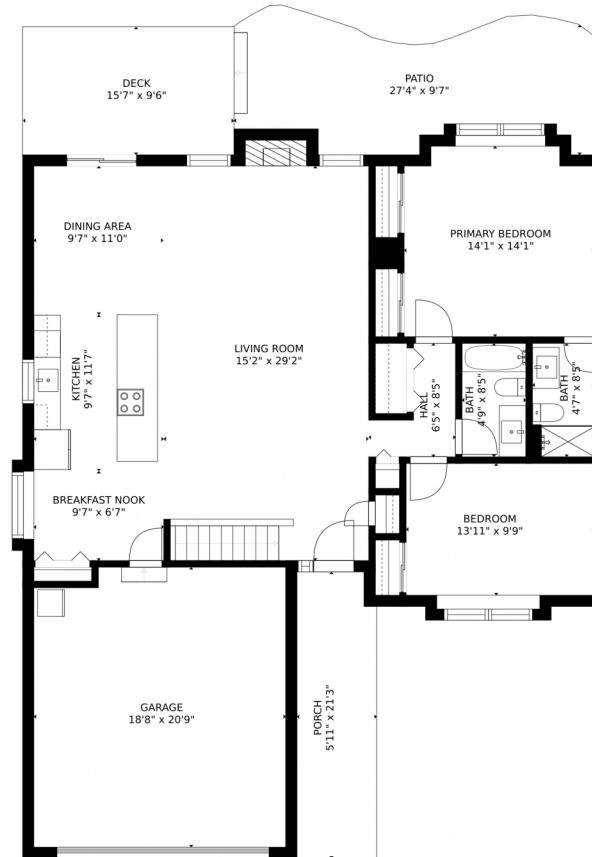 DECK
15'7" x 9'6"
PATIO
27'4" x 9'7"
DINING AREA
9'7" x 11'0"
PRIMARY BEDROOM
14'1" x 14'1"
KITCHEN
9'7" x 11'7"
LIVING ROOM
15'2" x 29'2"
HALL
6'5" x 8'5"
BATH
4'9" x 8'5"
BATH
4'7" x 8'5"
BREAKFAST NOOK
9'7" x 6'7"
BEDROOM
13'11" x 9'9"
GARAGE
18'8" x 20'9"
PORCH
5'11" x 21'3"